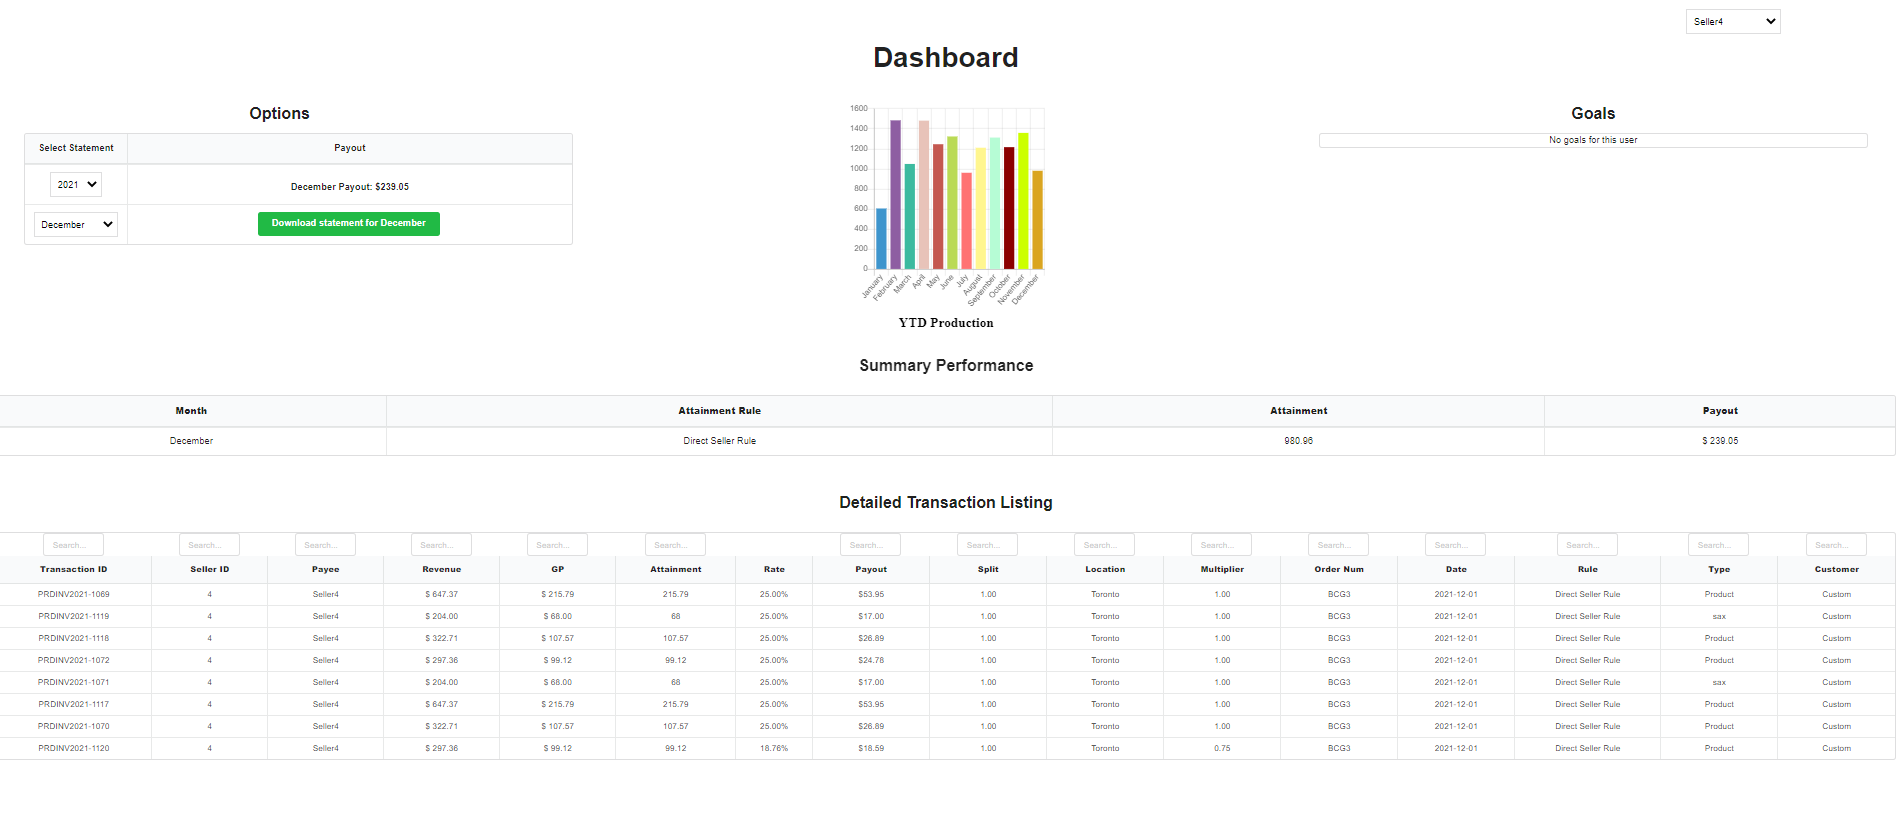 Seller4
Dashboard
Options
Select Statement Payout
2021 December Payout: $239.05
December Download statement for December
1600
1400
1200
1000
800
600
400
200
0
January February March April May June July August September October November December
YTD Production
Goals
No goals for this user
Summary Performance
Month Attainment Rule Attainment Payout
December Direct Seller Rule 980.96 $ 239.05
Detailed Transaction Listing
Search... Search... Search... Search... Search... Search... Search... Search... Search... Search... Search... Search... Search... Search... Search...
Transaction ID Seller ID Payee Revenue GP Attainment Rate Payout Split Location Multiplier Order Num Date Rule Type Customer
PRDINV2021-1069 4 Seller4 $ 647.37 $ 215.79 215.79 25.00% $53.95 1.00 Toronto 1.00 BCG3 2021-12-01 Direct Seller Rule Product Custom
PRDINV2021-1119 4 Seller4 $ 204.00 $ 68.00 68 25.00% $17.00 1.00 Toronto 1.00 BCG3 2021-12-01 Direct Seller Rule sax Custom
PRDINV2021-1118 4 Seller4 $ 322.71 $ 107.57 107.57 25.00% $26.89 1.00 Toronto 1.00 BCG3 2021-12-01 Direct Seller Rule Product Custom
PRDINV2021-1072 4 Seller4 $ 297.36 $ 99.12 99.12 25.00% $24.78 1.00 Toronto 1.00 BCG3 2021-12-01 Direct Seller Rule Product Custom
PRDINV2021-1071 4 Seller4 $ 204.00 $ 68.00 68 25.00% $17.00 1.00 Toronto 1.00 BCG3 2021-12-01 Direct Seller Rule sax Custom
PRDINV2021-1117 4 Seller4 $ 647.37 $ 215.79 215.79 25.00% $53.95 1.00 Toronto 1.00 BCG3 2021-12-01 Direct Seller Rule Product Custom
PRDINV2021-1070 4 Seller4 $ 322.71 $ 107.57 107.57 25.00% $26.89 1.00 Toronto 1.00 BCG3 2021-12-01 Direct Seller Rule Product Custom
PRDINV2021-1120 4 Seller4 $ 297.36 $ 99.12 99.12 18.76% $18.59 1.00 Toronto 0.75 BCG3 2021-12-01 Direct Seller Rule Product Custom